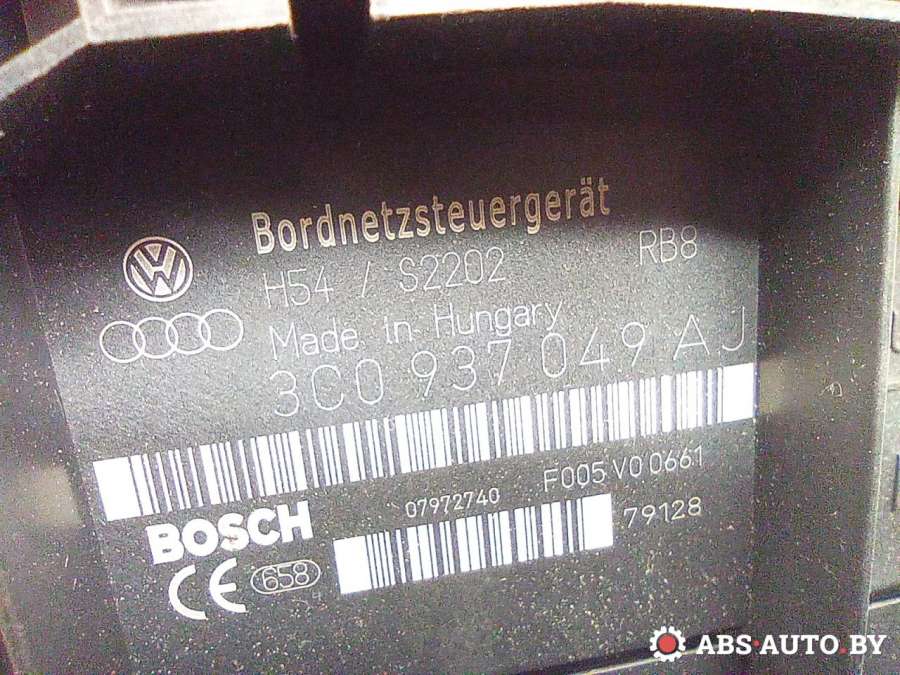 Bordnetzsteuergerät
H54 / S2202 RB8
Made in Hungary
3C0 937 049 AJ
F005 V0 0661
07972740
BOSCH
79128
CE 658
ABS-AUTO.BY